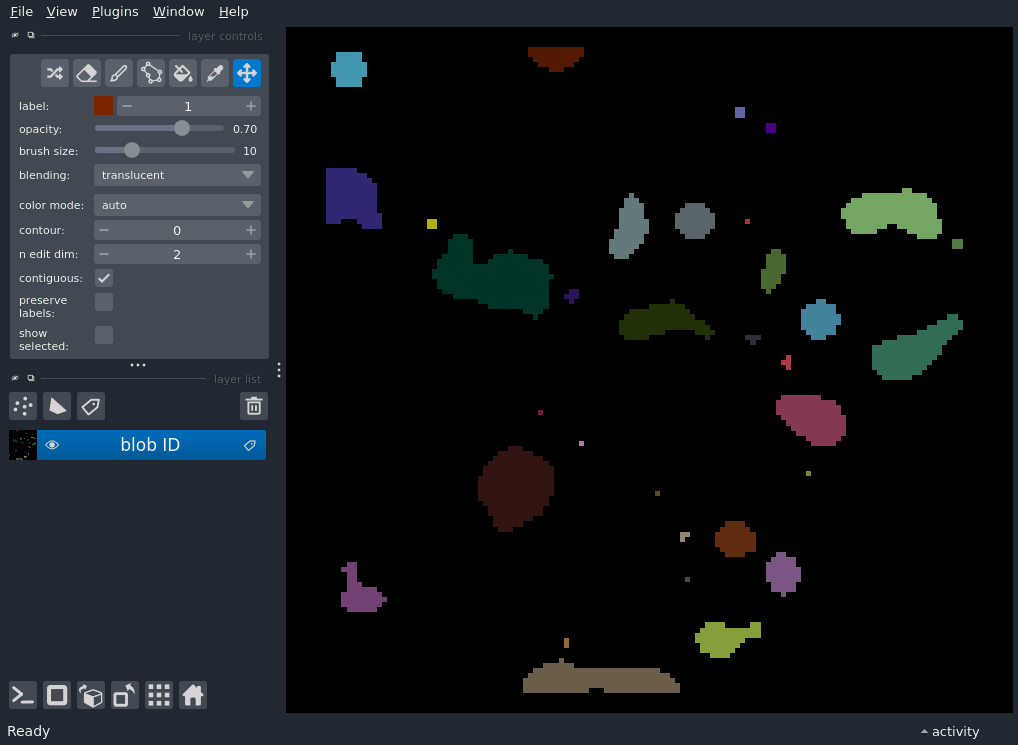 File View Plugins Window Help
layer controls
label: 1
opacity: 0.70
brush size: 10
blending: translucent
color mode: auto
contour: 0
n edit dim: 2
contiguous:
preserve
labels:
show
selected:
layer list
blob ID
Ready
activity